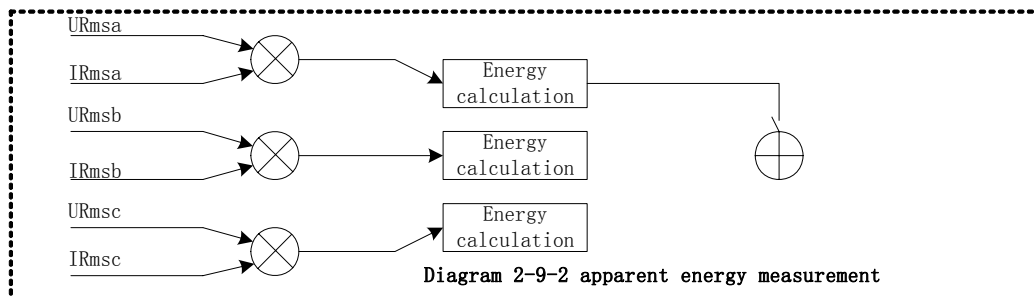 URmsa
IRmsa
Energy
calculation
URmsb
IRmsb
Energy
calculation
URmsc
IRmsc
Energy
calculation
Diagram 2-9-2 apparent energy measurement